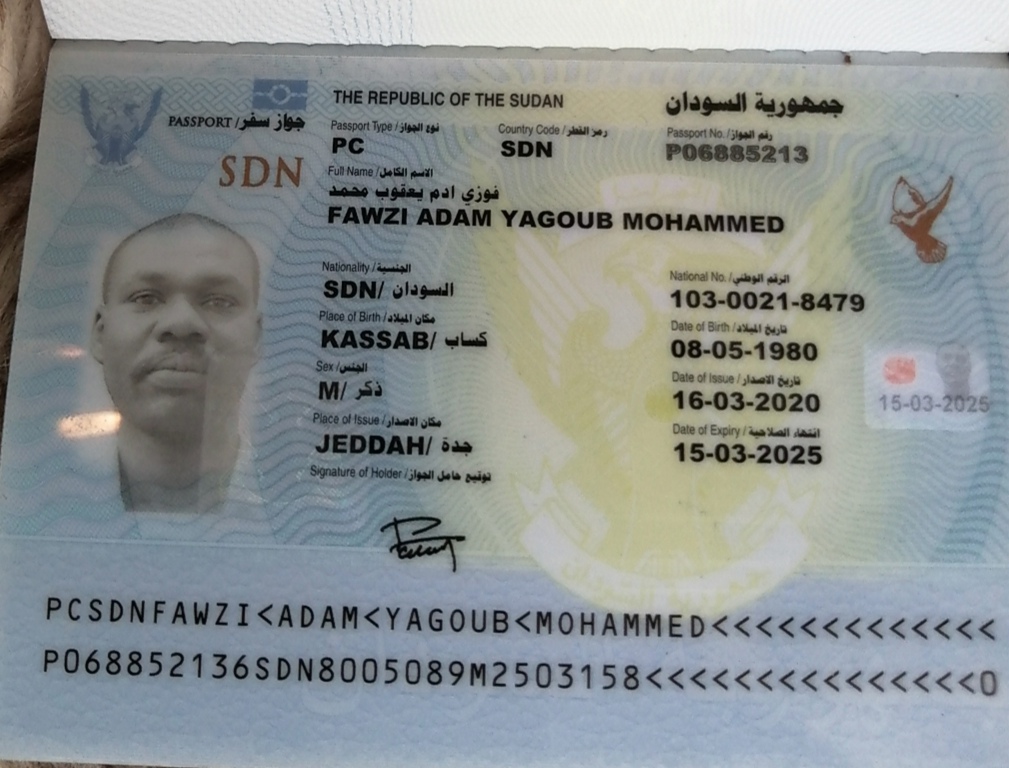 THE REPUBLIC OF THE SUDAN
جمهورية السودان
PASSPORT / جواز سفر
SDN
Passport Type / نوع الجواز
Country Code / رمز القطر
Passport No. / رقم الجواز
PC
SDN
P06885213
Full Name / الاسم الكامل
فوزي ادم يعقوب محمد
FAWZI ADAM YAGOUB MOHAMMED
Nationality / الجنسية
SDN/ السودان
National No. / الرقم الوطني
103-0021-8479
Place of Birth / مكان الميلاد
KASSAB/ كساب
Date of Birth / تاريخ الميلاد
08-05-1980
Sex / الجنس
M/ ذكر
Date of Issue / تاريخ الاصدار
16-03-2020
15-03-2025
Place of Issue / مكان الاصدار
JEDDAH/ جدة
Date of Expiry / انتهاء الصلاحية
15-03-2025
Signature of Holder / توقيع حامل الجواز
جمهورية السودان
PCSDNFAWZI<ADAM<YAGOUB<MOHAMMED<<<<<<<<<<<<<
P068852136SDN8005089M2503158<<<<<<<<<<<<<<<0